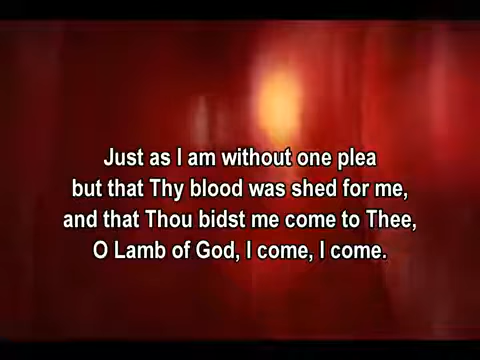 Just as I am without one plea
but that Thy blood was shed for me,
and that Thou bidst me come to Thee,
O Lamb of God, I come, I come.